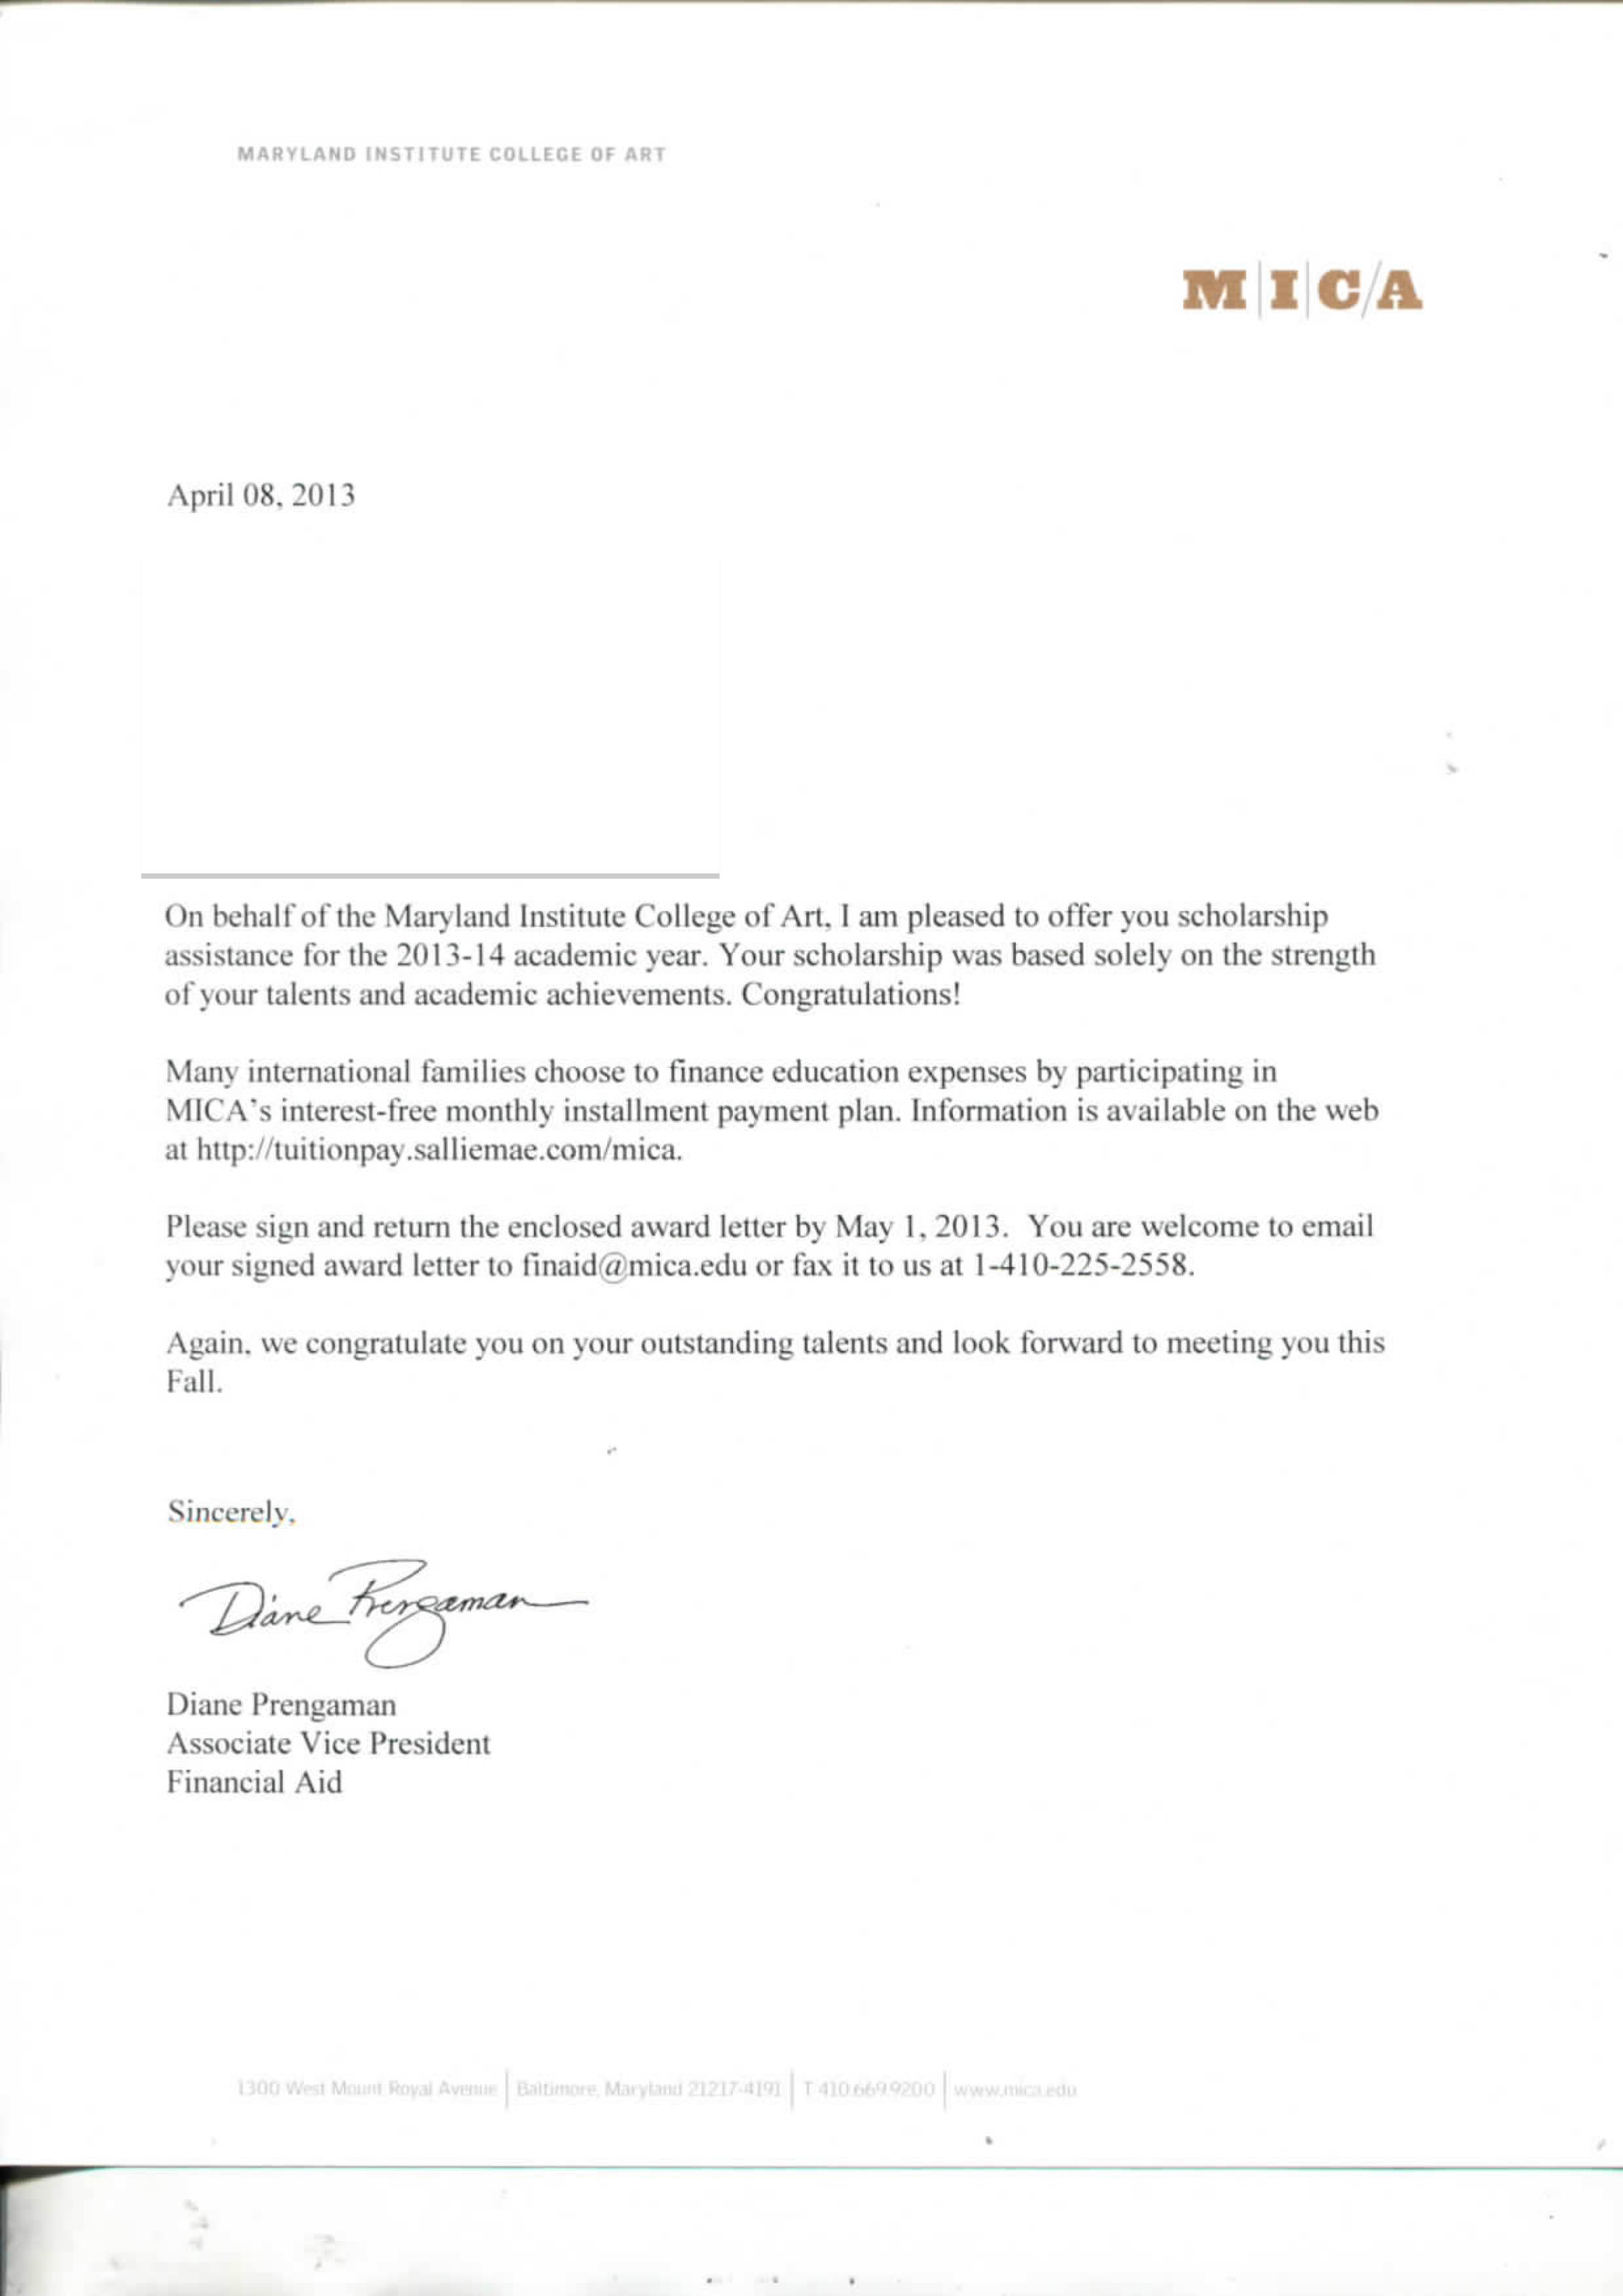 MARYLAND INSTITUTE COLLEGE OF ART
M|I|C/A
April 08, 2013
On behalf of the Maryland Institute College of Art, I am pleased to offer you scholarship
assistance for the 2013-14 academic year. Your scholarship was based solely on the strength
of your talents and academic achievements. Congratulations!
Many international families choose to finance education expenses by participating in
MICA's interest-free monthly installment payment plan. Information is available on the web
at http://tuitionpay.salliemae.com/mica.
Please sign and return the enclosed award letter by May 1, 2013. You are welcome to email
your signed award letter to finaid@mica.edu or fax it to us at 1-410-225-2558.
Again, we congratulate you on your outstanding talents and look forward to meeting you this
Fall.
Sincerely,
Diane Prengaman
Diane Prengaman
Associate Vice President
Financial Aid
1300 West Mount Royal Avenue | Baltimore, Maryland 21217-4191 | T 410 669 9200 | www.mica.edu